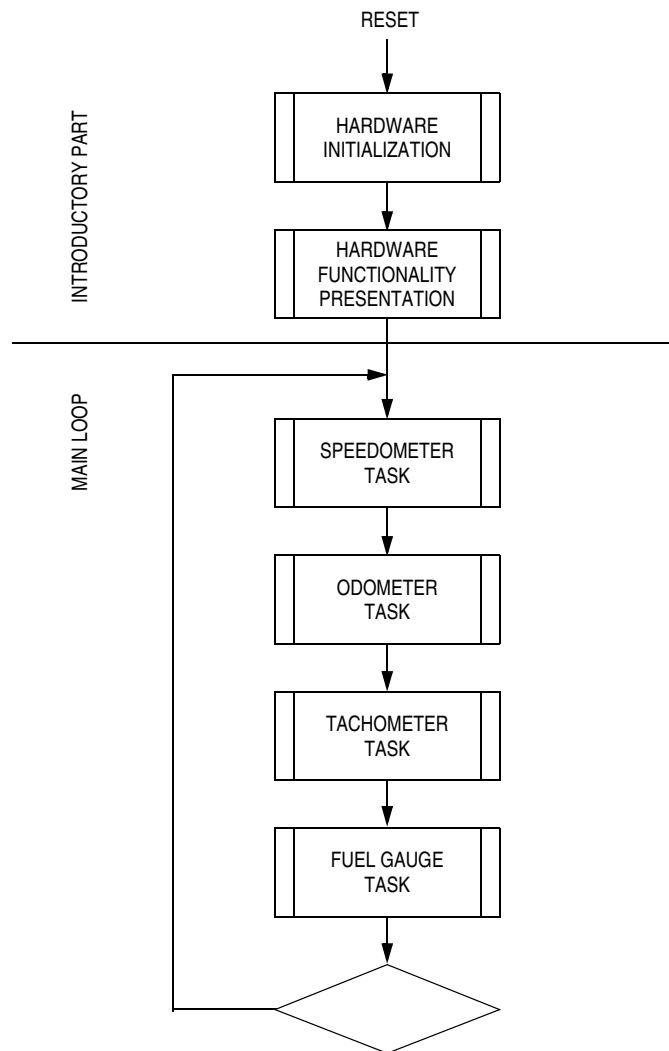 RESET
INTRODUCTORY PART
HARDWARE
INITIALIZATION
HARDWARE
FUNCTIONALITY
PRESENTATION
MAIN LOOP
SPEEDOMETER
TASK
ODOMETER
TASK
TACHOMETER
TASK
FUEL GAUGE
TASK